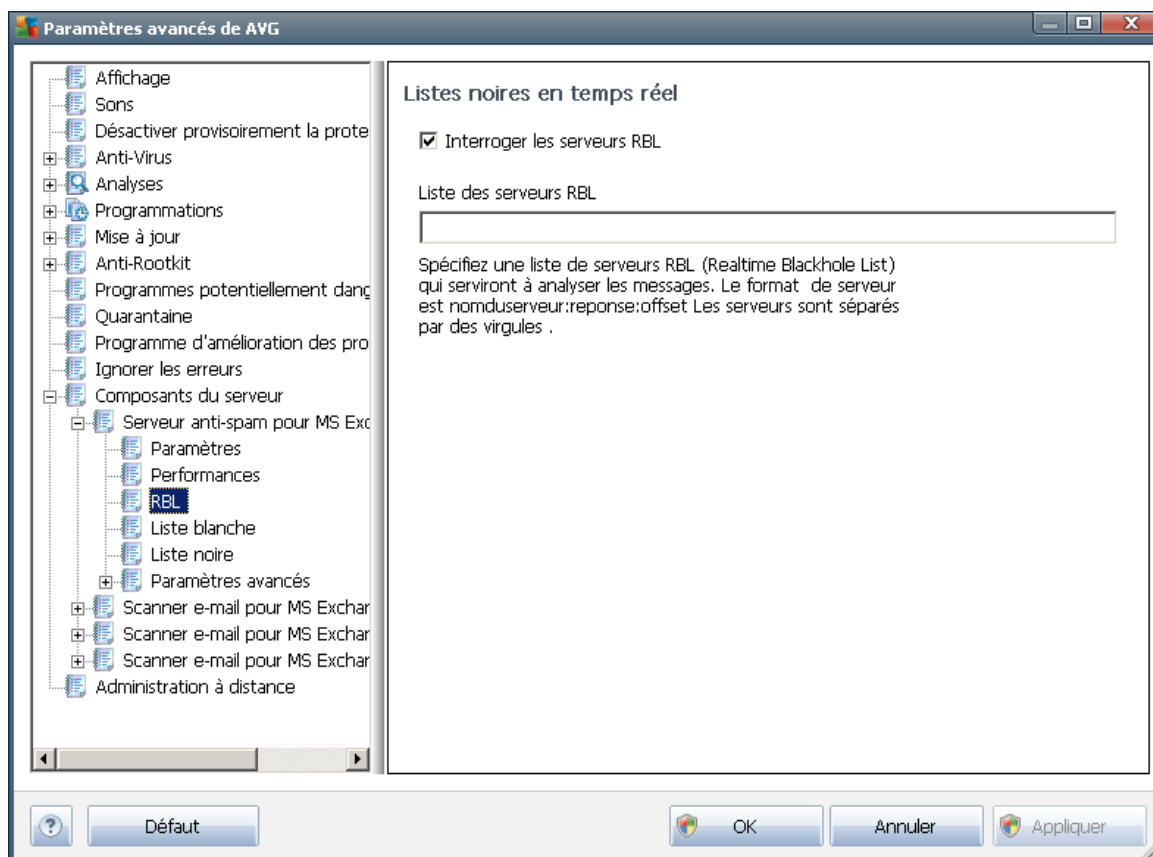 Paramètres avancés de AVG
Affichage
Sons
Désactiver provisoirement la prote
Anti-Virus
Analyses
Programmations
Mise à jour
Anti-Rootkit
Programmes potentiellement dang
Quarantaine
Programme d'amélioration des pro
Ignorer les erreurs
Composants du serveur
Serveur anti-spam pour MS Exc
Paramètres
Performances
RBL
Liste blanche
Liste noire
Paramètres avancés
Scanner e-mail pour MS Exchar
Scanner e-mail pour MS Exchar
Scanner e-mail pour MS Exchar
Administration à distance
Listes noires en temps réel
Interroger les serveurs RBL
Liste des serveurs RBL
Spécifiez une liste de serveurs RBL (Realtime Blackhole List)
qui serviront à analyser les messages. Le format de serveur
est nomduserveur:reponse:offset Les serveurs sont séparés
par des virgules .
? Défaut OK Annuler Appliquer